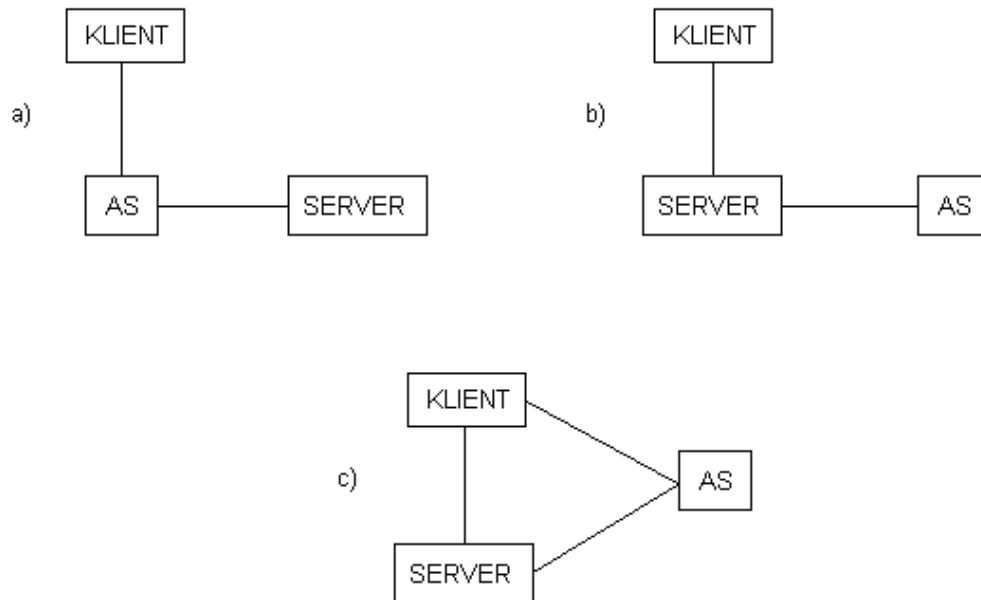 KLIENT
a)
AS
SERVER
KLIENT
b)
SERVER
AS
KLIENT
c)
AS
SERVER